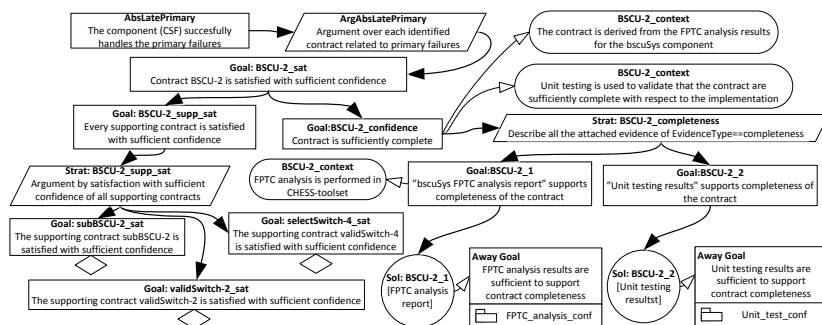 AbsLatePrimary
The component (CSF) succesfully
handles the primary failures
ArgAbsLatePrimary
Argument over each identified
contract related to primary failures
BSCU-2_context
The contract is derived from the FPTC analysis results
for the bscuSys component
Goal: BSCU-2_sat
Contract BSCU-2 is satisfied with sufficient confidence
BSCU-2_context
Unit testing is used to validate that the contract are
sufficiently complete with respect to the implementation
Goal: BSCU-2_supp_sat
Every supporting contract is satisfied
with sufficient confidence
Goal:BSCU-2_confidence
Contract is sufficiently complete
Strat: BSCU-2_completeness
Describe all the attached evidence of EvidenceType==completeness
Strat: BSCU-2_supp_sat
Argument by satisfaction with sufficient
confidence of all supporting contracts
BSCU-2_context
FPTC analysis is performed in
CHESS-toolset
Goal:BSCU-2_1
"bscuSys FPTC analysis report" supports
completeness of the contract
Goal:BSCU-2_2
"Unit testing results" supports completeness of
the contract
Goal: subBSCU-2_sat
The supporting contract subBSCU-2 is
satisfied with sufficient confidence
Goal: selectSwitch-4_sat
The supporting contract validSwitch-4
is satisfied with sufficient confidence
Goal: validSwitch-2_sat
The supporting contract validSwitch-2 is satisfied with sufficient confidence
Sol: BSCU-2_1
[FPTC analysis
report]
Away Goal
FPTC analysis results are
sufficient to support
contract completeness
FPTC_analysis_conf
Sol: BSCU-2_2
[Unit testing
resultst]
Away Goal
Unit testing results are
sufficient to support
contract completeness
Unit_test_conf